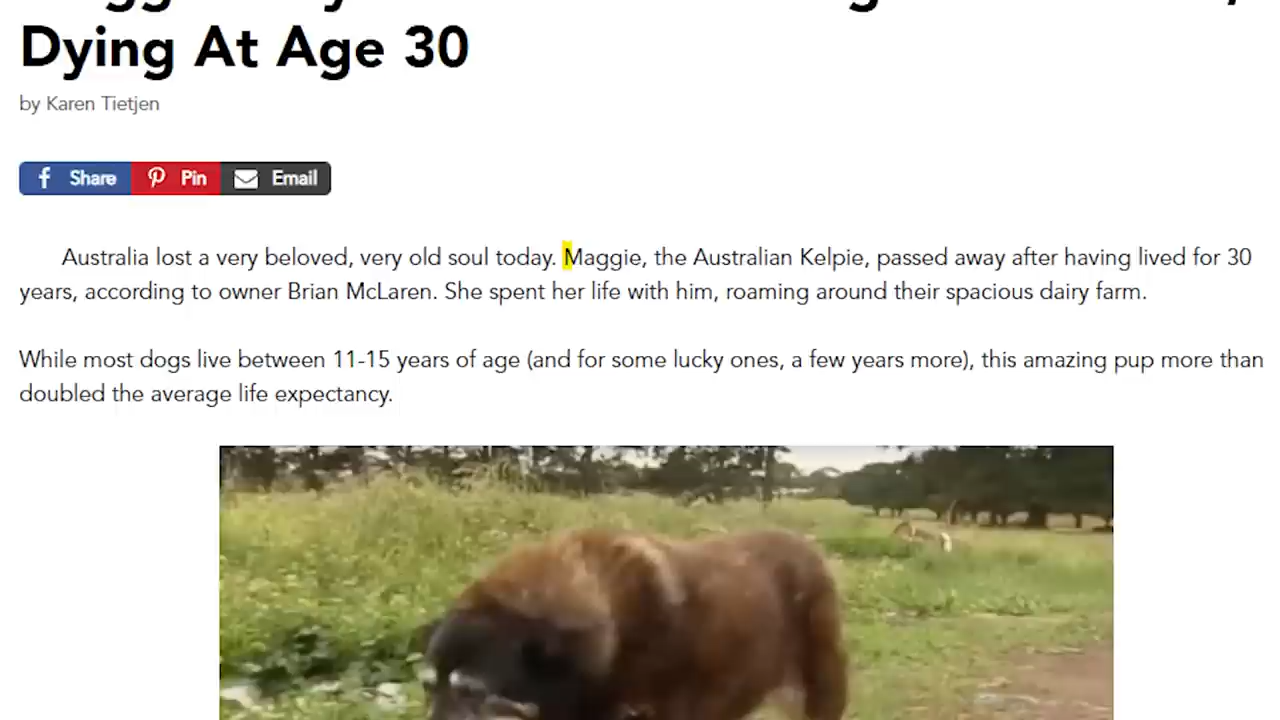 Dying At Age 30
by Karen Tietjen
Share Pin Email
Australia lost a very beloved, very old soul today. Maggie, the Australian Kelpie, passed away after having lived for 30
years, according to owner Brian McLaren. She spent her life with him, roaming around their spacious dairy farm.
While most dogs live between 11-15 years of age (and for some lucky ones, a few years more), this amazing pup more than
doubled the average life expectancy.